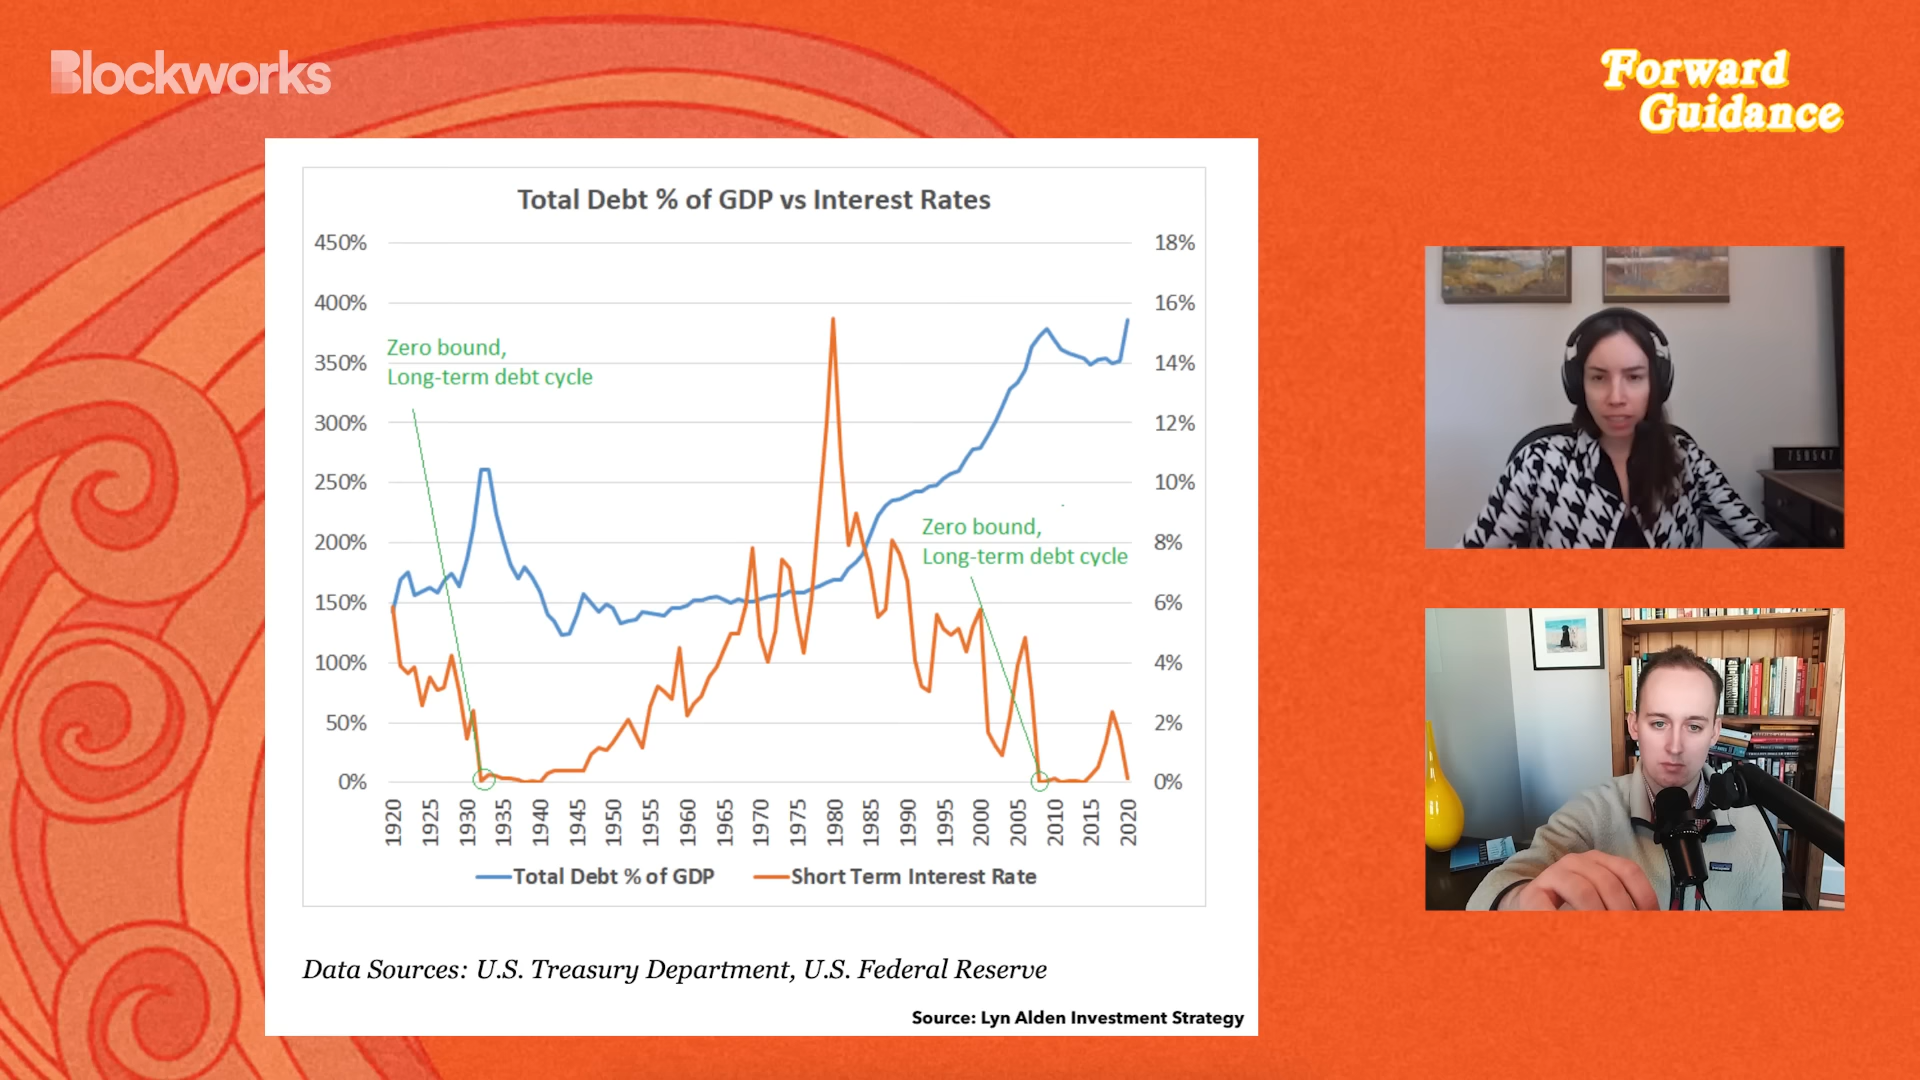 Blockworks
Forward
Guidance
Total Debt % of GDP vs Interest Rates
450%
400%
350%
300%
250%
200%
150%
100%
50%
0%
18%
16%
14%
12%
10%
8%
6%
4%
2%
0%
Zero bound,
Long-term debt cycle
Zero bound,
Long-term debt cycle
1920 1925 1930 1935 1940 1945 1950 1955 1960 1965 1970 1975 1980 1985 1990 1995 2000 2005 2010 2015 2020
Total Debt % of GDP Short Term Interest Rate
Data Sources: U.S. Treasury Department, U.S. Federal Reserve
Source: Lyn Alden Investment Strategy